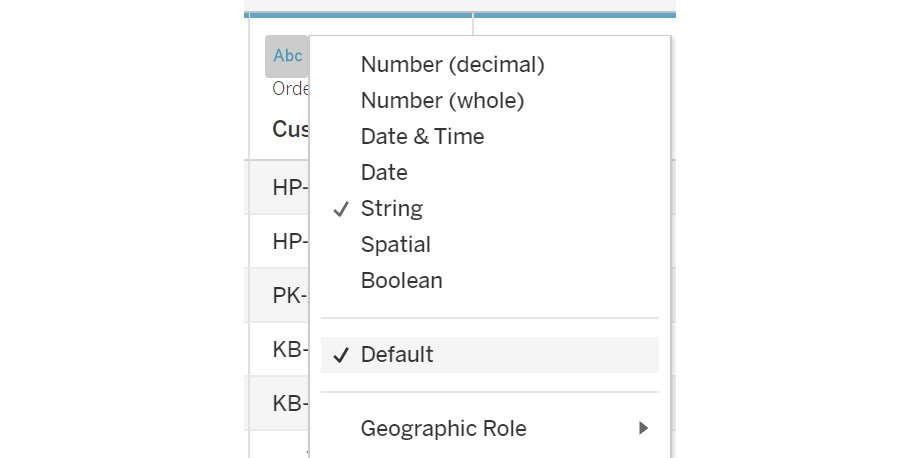 Abc
Orde
Cus
HP-
HP-
PK-
KB-
KB-
Number (decimal)
Number (whole)
Date & Time
Date
String
Spatial
Boolean
Default
Geographic Role